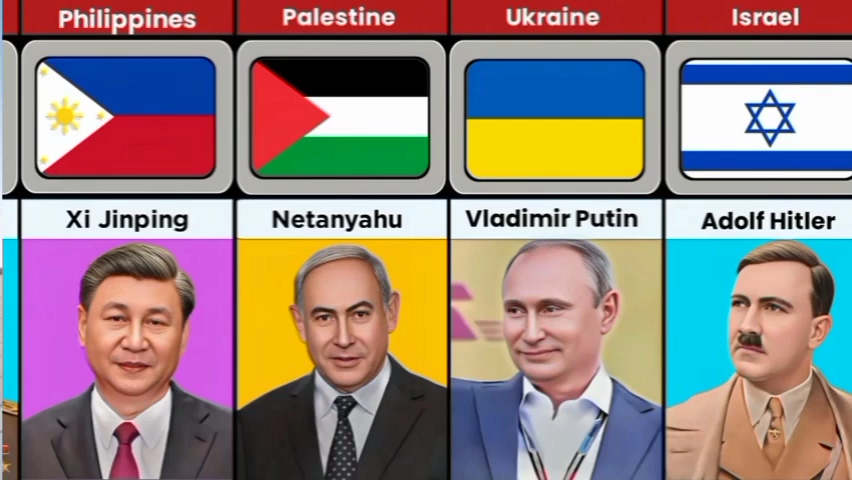 Philippines
Palestine
Ukraine
Israel
Xi Jinping
Netanyahu
Vladimir Putin
Adolf Hitler